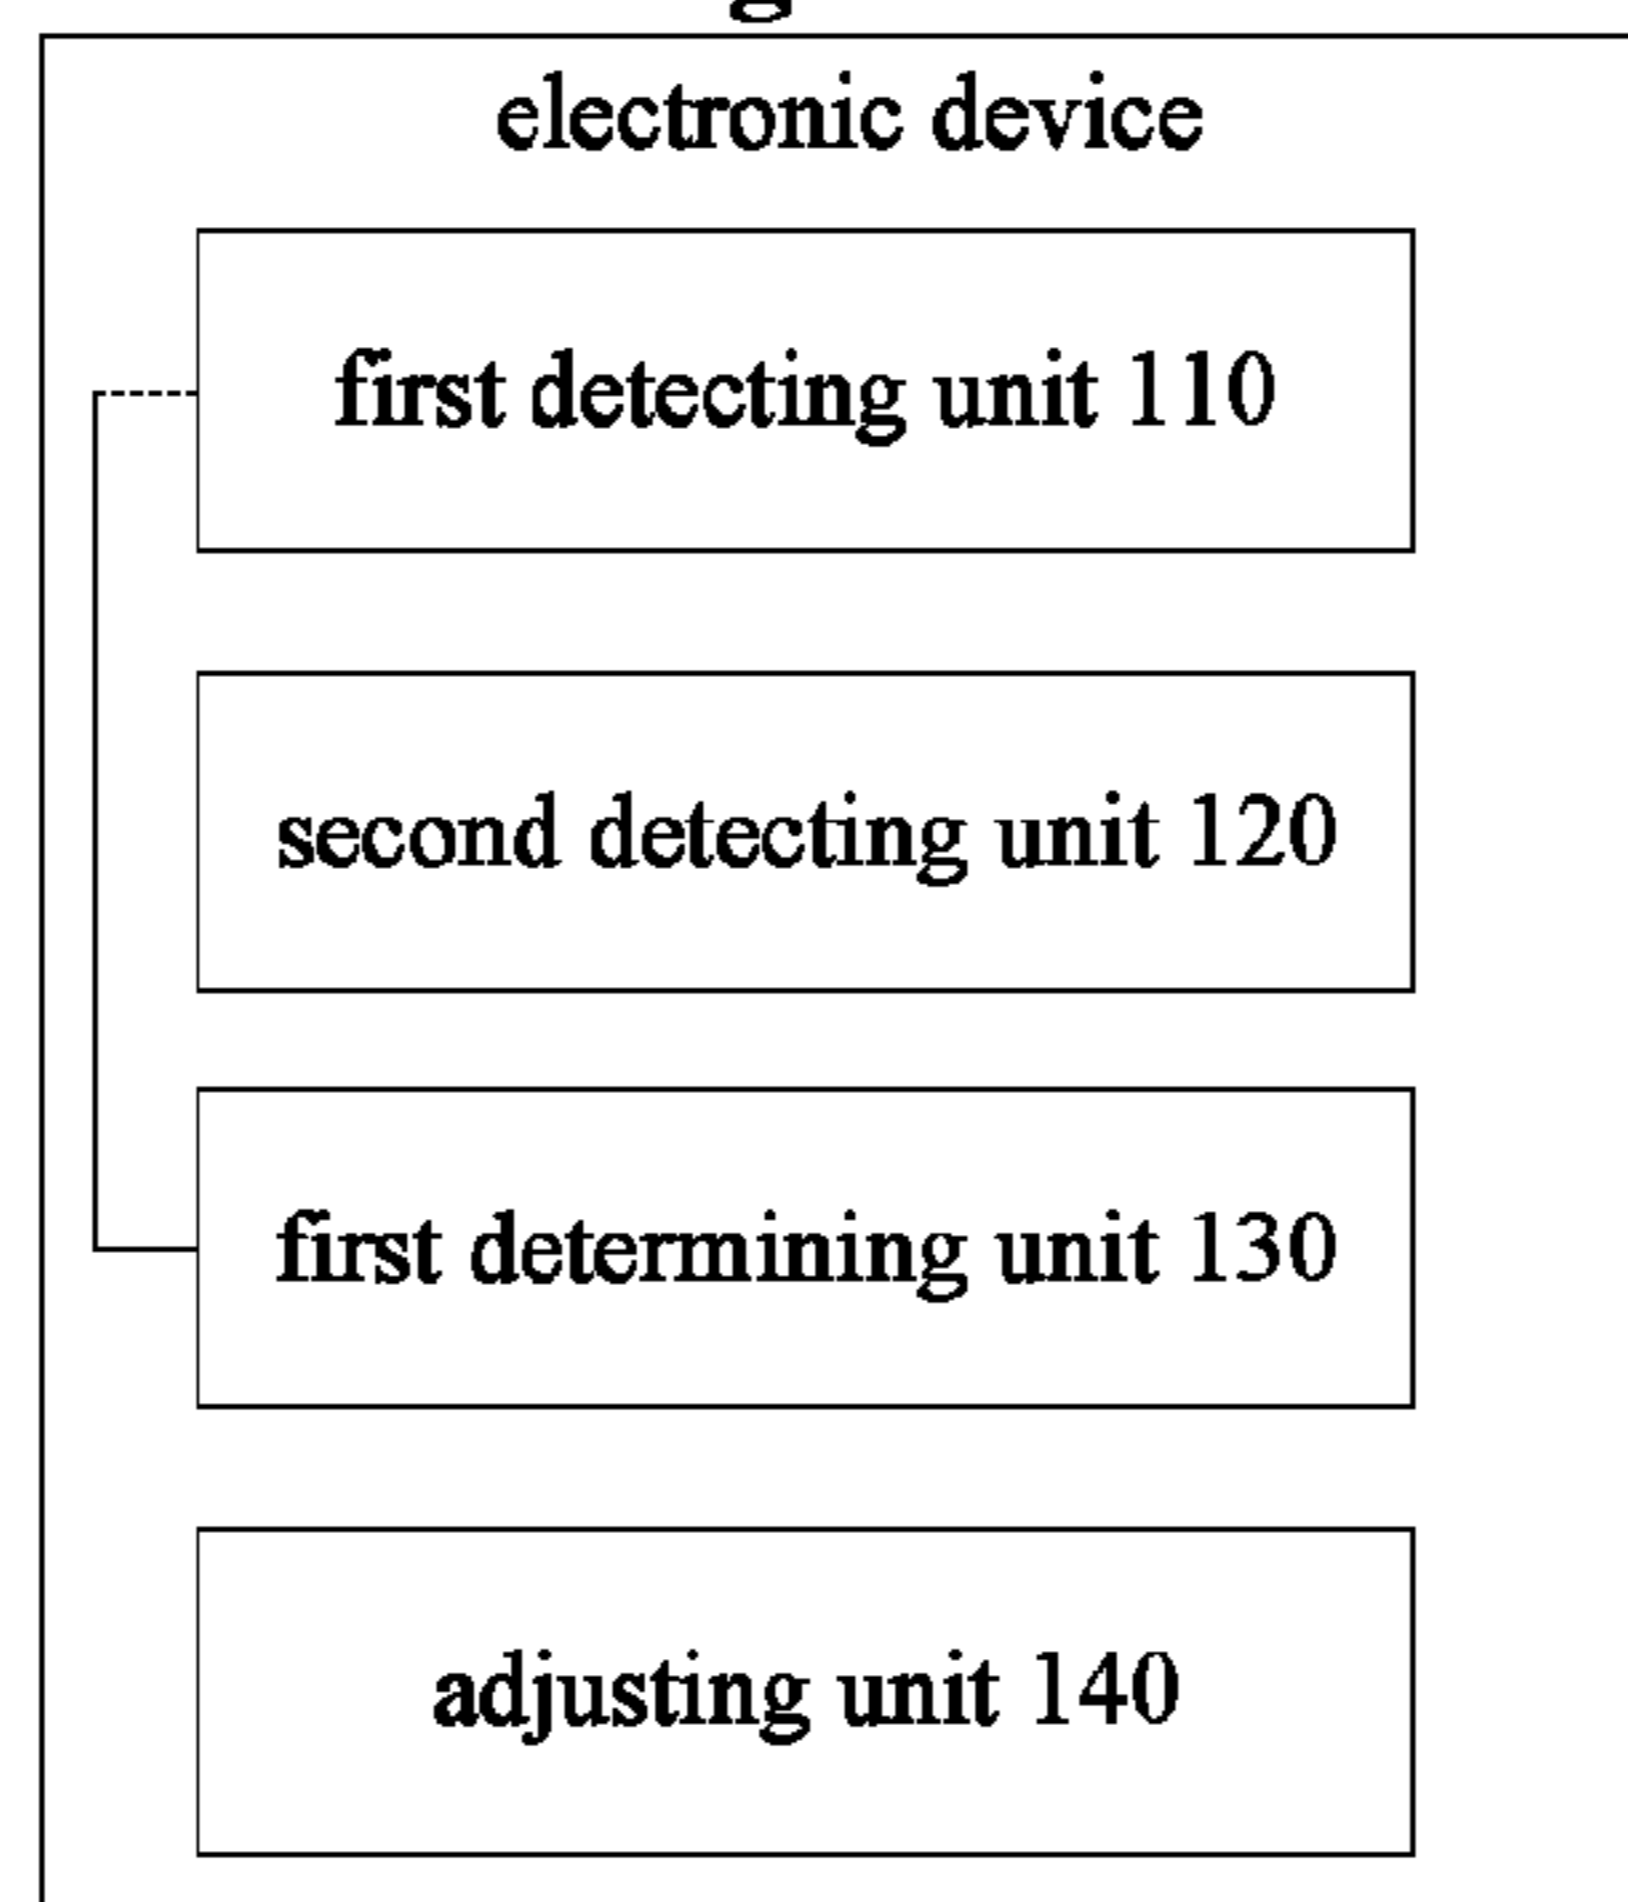 electronic device
first detecting unit 110
second detecting unit 120
first determining unit 130
adjusting unit 140